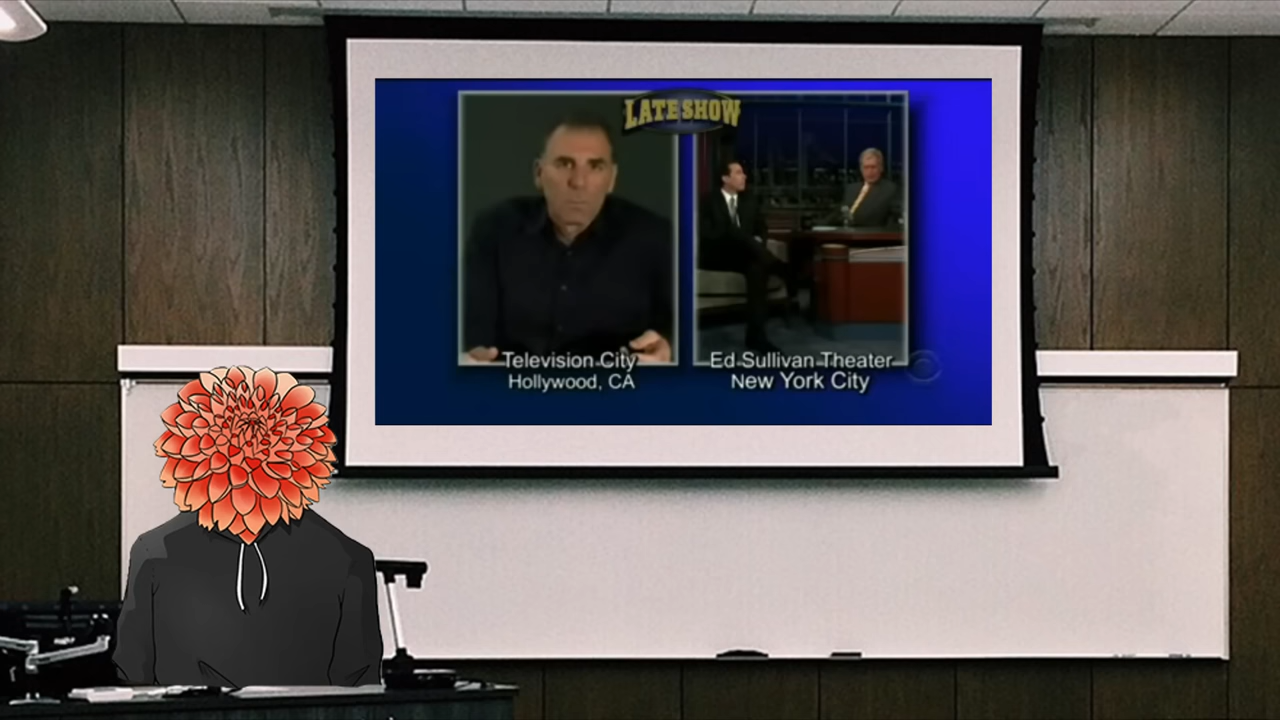 LATE SHOW
Television City
Hollywood, CA
Ed Sullivan Theater
New York City